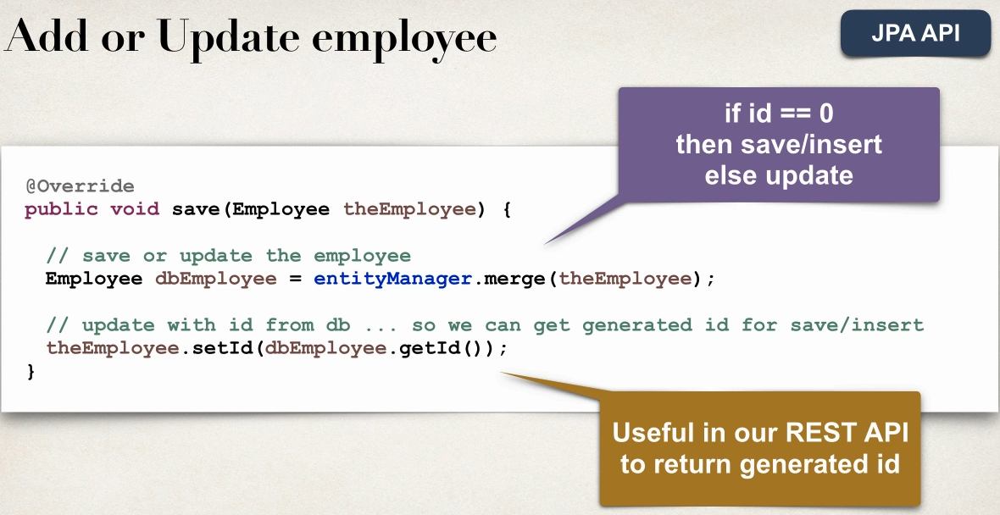 Add or Update employee
JPA API
if id == 0
then save/insert
else update
@Override
public void save(Employee theEmployee) {
// save or update the employee
Employee dbEmployee = entityManager.merge(theEmployee);
// update with id from db ... so we can get generated id for save/insert
theEmployee.setId(dbEmployee.getId());
}
Useful in our REST API
to return generated id